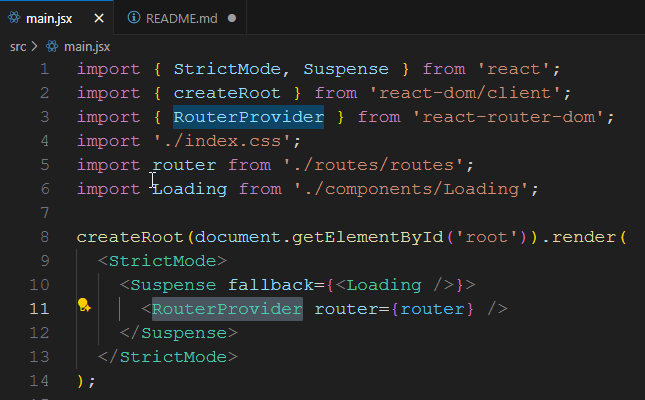 main.jsx README.md
src main.jsx
1 import { StrictMode, Suspense } from 'react';
2 import { createRoot } from 'react-dom/client';
3 import { RouterProvider } from 'react-router-dom';
4 import './index.css';
5 import router from './routes/routes';
6 import Loading from './components/Loading';
7
8 createRoot(document.getElementById('root')).render(
9   <StrictMode>
10     <Suspense fallback={<Loading />}>
11       <RouterProvider router={router} />
12     </Suspense>
13   </StrictMode>
14 );
15